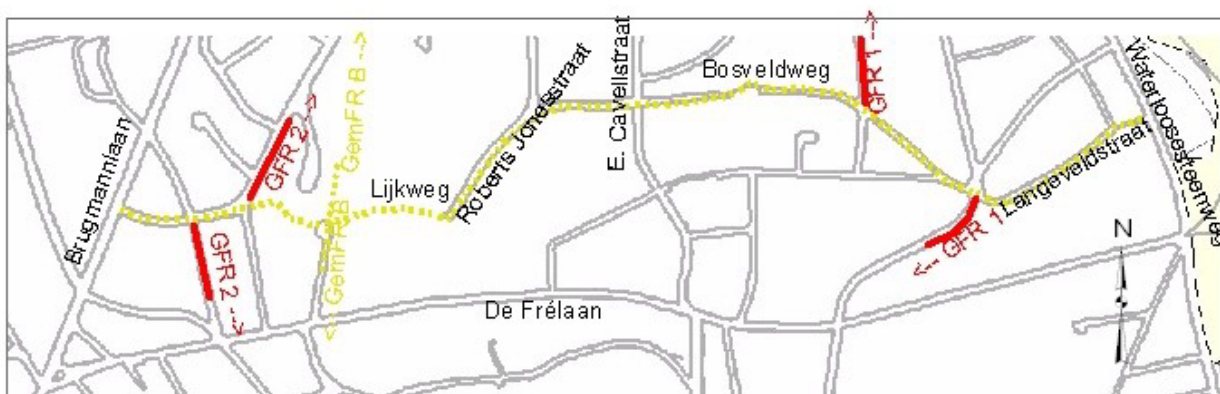 Brugmannlaan
GFR 2 -->
GFR 2 -->
GemFR B -->
<-- GemFR B
Lijkweg
Roberts Jonesstraat
E. Cavellstraat
Bosveldweg
GFR 1 -->
<-- GFR 1
Langeveldstraat
Waterloosesteenweg
De Frélaan
N